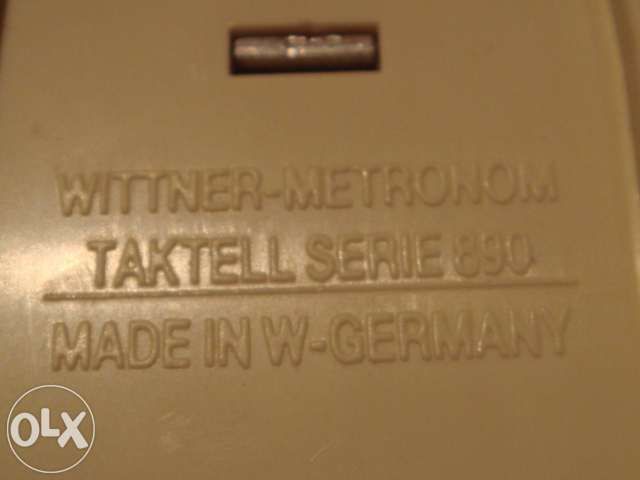 WITTNER-METRONOM
TAKTELL SERIE 890
MADE IN W-GERMANY
OLX